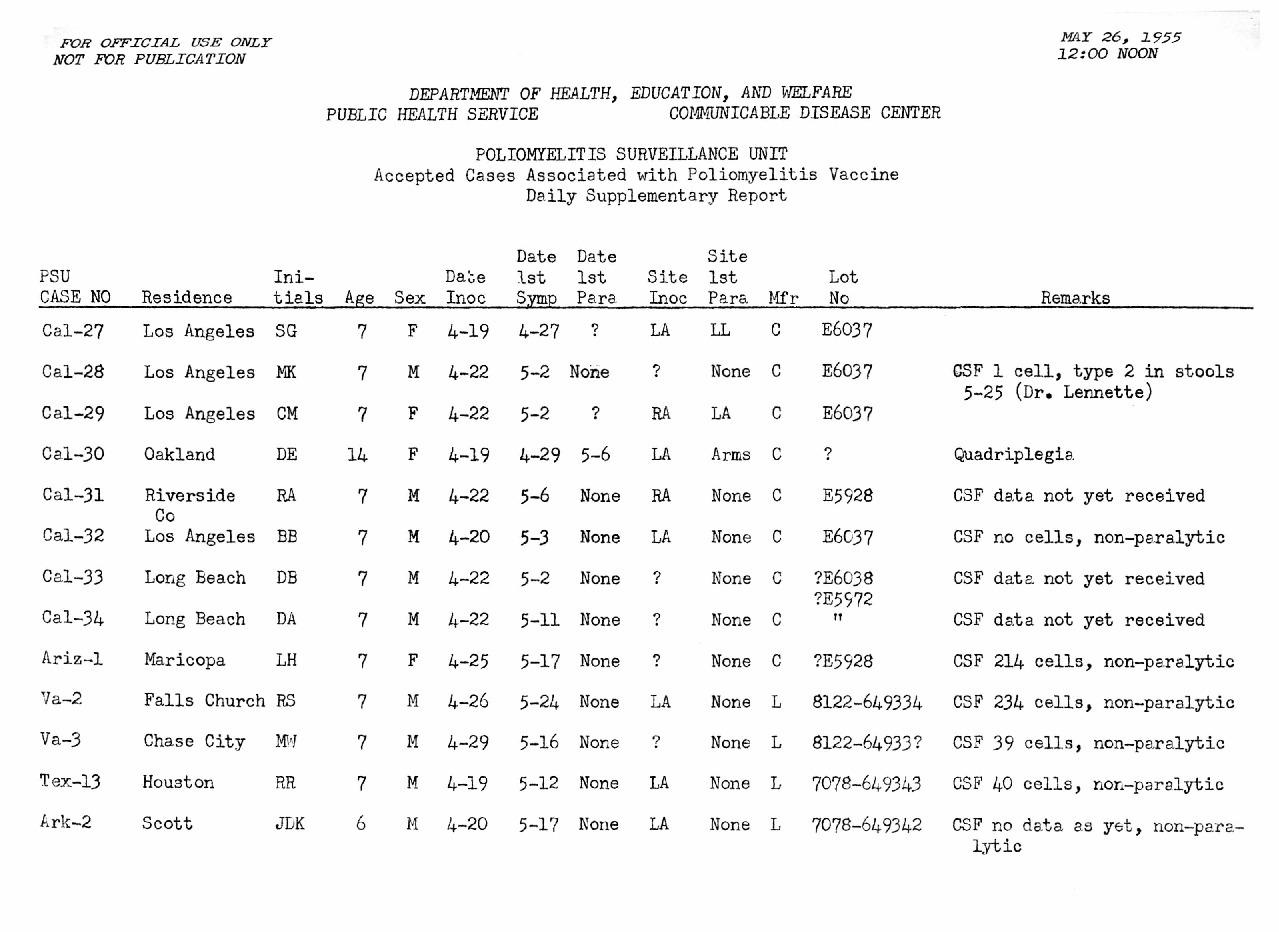 FOR OFFICIAL USE ONLY
NOT FOR PUBLICATION
MAY 26, 1955
12:00 NOON
DEPARTMENT OF HEALTH, EDUCATION, AND WELFARE
PUBLIC HEALTH SERVICE COMMUNICABLE DISEASE CENTER
POLIOMYELITIS SURVEILLANCE UNIT
Accepted Cases Associated with Poliomyelitis Vaccine
Daily Supplementary Report
Date Date Site
PSU Ini- Date 1st 1st Site 1st Lot
CASE NO Residence tials Age Sex Inoc Symp Para Inoc Para Mfr No Remarks
Cal-27 Los Angeles SG 7 F 4-19 4-27 ? LA LL C E6037
Cal-28 Los Angeles MK 7 M 4-22 5-2 None ? None C E6037 CSF 1 cell, type 2 in stools
5-25 (Dr. Lennette)
Cal-29 Los Angeles CM 7 F 4-22 5-2 ? RA LA C E6037
Cal-30 Oakland DE 14 F 4-19 4-29 5-6 LA Arms C ? Quadriplegia
Cal-31 Riverside RA 7 M 4-22 5-6 None RA None C E5928 CSF data not yet received
Co
Cal-32 Los Angeles BB 7 M 4-20 5-3 None LA None C E6037 CSF no cells, non-paralytic
Cal-33 Long Beach DB 7 M 4-22 5-2 None ? None C ?E6038 CSF data not yet received
?E5972
Cal-34 Long Beach DA 7 M 4-22 5-11 None ? None C " CSF data not yet received
Ariz-1 Maricopa LH 7 F 4-25 5-17 None ? None C ?E5928 CSF 214 cells, non-paralytic
Va-2 Falls Church RS 7 M 4-26 5-24 None LA None L 8122-649334 CSF 234 cells, non-paralytic
Va-3 Chase City MW 7 M 4-29 5-16 None ? None L 8122-64933? CSF 39 cells, non-paralytic
Tex-13 Houston RR 7 M 4-19 5-12 None LA None L 7078-649343 CSF 40 cells, non-paralytic
Ark-2 Scott JDK 6 M 4-20 5-17 None LA None L 7078-649342 CSF no data as yet, non-para-
lytic